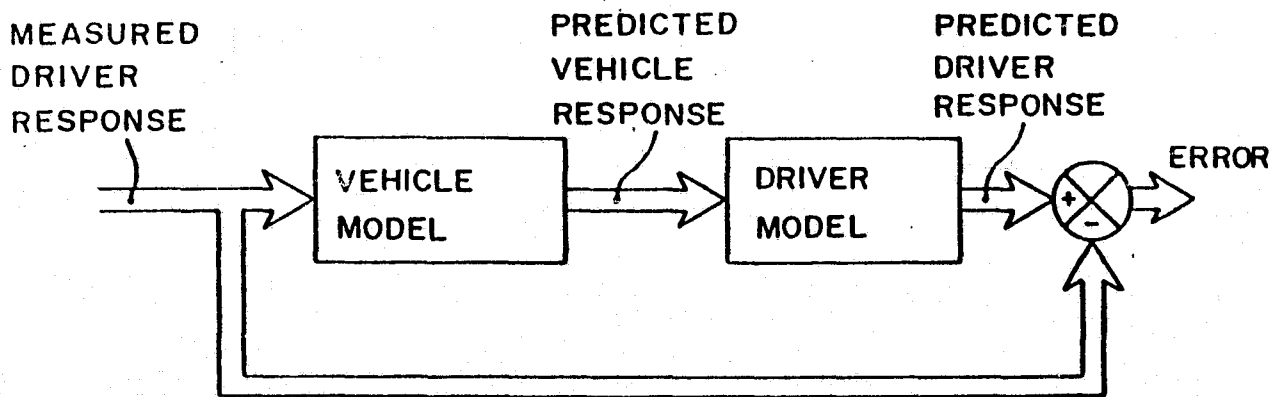 MEASURED
DRIVER
RESPONSE
PREDICTED
VEHICLE
RESPONSE
PREDICTED
DRIVER
RESPONSE
VEHICLE
MODEL
DRIVER
MODEL
+
-
ERROR